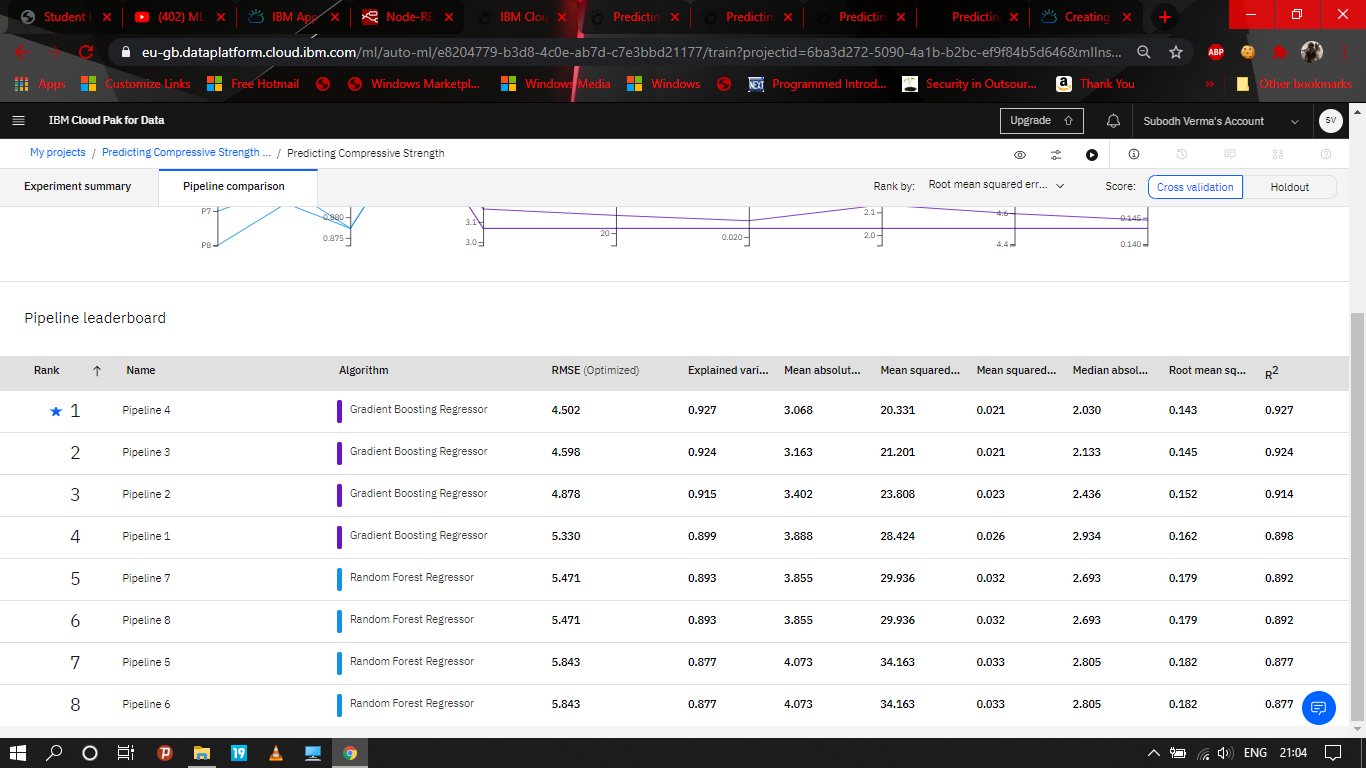 Student D
(402) ML
IBM App
Node-RE
IBM Clou
Predictin
Predictin
Predictin
Predictin
Creating
eu-gb.dataplatform.cloud.ibm.com/ml/auto-ml/e8204779-b3d8-4c0e-ab7d-c7e3bbd21177/train?projectid=6ba3d272-5090-4a1b-b2bc-ef9f84b5d646&mlIns...
ABP
Apps
Customize Links
Free Hotmail
Windows Marketpl...
Windows Media
Windows
NEXT
Programmed Introd...
Security in Outsour...
Thank You
»
Other bookmarks
IBM Cloud Pak for Data
Upgrade
Subodh Verma's Account
SV
My projects / Predicting Compressive Strength ... / Predicting Compressive Strength
Experiment summary
Pipeline comparison
Rank by: Root mean squared err...
Score: Cross validation Holdout
P7 0.880 3.1 2.1 4.6 0.145
P8 0.875 3.0 20 0.020 2.0 4.4 0.140
Pipeline leaderboard
Rank ↑ Name Algorithm RMSE (Optimized) Explained vari... Mean absolut... Mean squared... Mean squared... Median absol... Root mean sq... R2
1 Pipeline 4 Gradient Boosting Regressor 4.502 0.927 3.068 20.331 0.021 2.030 0.143 0.927
2 Pipeline 3 Gradient Boosting Regressor 4.598 0.924 3.163 21.201 0.021 2.133 0.145 0.924
3 Pipeline 2 Gradient Boosting Regressor 4.878 0.915 3.402 23.808 0.023 2.436 0.152 0.914
4 Pipeline 1 Gradient Boosting Regressor 5.330 0.899 3.888 28.424 0.026 2.934 0.162 0.898
5 Pipeline 7 Random Forest Regressor 5.471 0.893 3.855 29.936 0.032 2.693 0.179 0.892
6 Pipeline 8 Random Forest Regressor 5.471 0.893 3.855 29.936 0.032 2.693 0.179 0.892
7 Pipeline 5 Random Forest Regressor 5.843 0.877 4.073 34.163 0.033 2.805 0.182 0.877
8 Pipeline 6 Random Forest Regressor 5.843 0.877 4.073 34.163 0.033 2.805 0.182 0.877
19
ENG 21:04